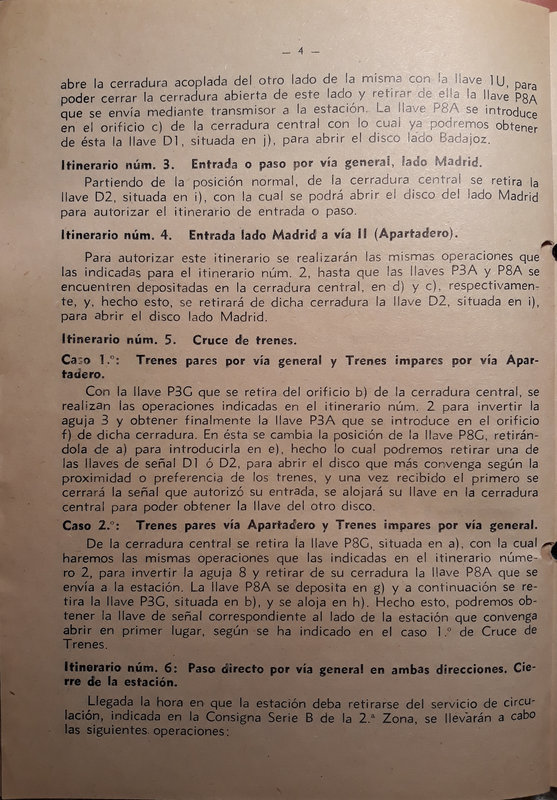 — 4 —
abre la cerradura acoplada del otro lado de la misma con la llave 1U, para
poder cerrar la cerradura abierta de este lado y retirar de ella la llave P8A
que se envía mediante transmisor a la estación. La llave P8A se introduce
en el orificio c) de la cerradura central con lo cual ya podremos obtener
de ésta la llave D1, situada en j), para abrir el disco lado Badajoz.
Itinerario núm. 3. Entrada o paso por vía general, lado Madrid.
Partiendo de la posición normal, de la cerradura central se retira la
llave D2, situada en i), con la cual se podrá abrir el disco del lado Madrid
para autorizar el itinerario de entrada o paso.
Itinerario núm. 4. Entrada lado Madrid a vía II (Apartadero).
Para autorizar este itinerario se realizarán las mismas operaciones que
las indicadas para el itinerario núm. 2, hasta que las llaves P3A y P8A se
encuentren depositadas en la cerradura central, en d) y c), respectivamen-
te, y, hecho esto, se retirará de dicha cerradura la llave D2, situada en i),
para abrir el disco lado Madrid.
Itinerario núm. 5. Cruce de trenes.
Caso 1.º: Trenes pares por vía general y Trenes impares por vía Apar-
tadero.
Con la llave P3G que se retira del orificio b) de la cerradura central, se
realizan las operaciones indicadas en el itinerario núm. 2 para invertir la
aguja 3 y obtener finalmente la llave P3A que se introduce en el orificio
f) de dicha cerradura. En ésta se cambia la posición de la llave P8G, retirán-
dola de a) para introducirla en e), hecho lo cual podremos retirar una de
las llaves de señal D1 ó D2, para abrir el disco que más convenga según la
proximidad o preferencia de los trenes, y una vez recibido el primero se
cerrará la señal que autorizó su entrada, se alojará su llave en la cerradura
central para poder obtener la llave del otro disco.
Caso 2.º: Trenes pares vía Apartadero y Trenes impares por vía general.
De la cerradura central se retira la llave P8G, situada en a), con la cual
haremos las mismas operaciones que las indicadas en el itinerario núme-
ro 2, para invertir la aguja 8 y retirar de su cerradura la llave P8A que se
envía a la estación. La llave P8A se deposita en g) y a continuación se re-
tira la llave P3G, situada en b), y se aloja en h). Hecho esto, podremos ob-
tener la llave de señal correspondiente al lado de la estación que convenga
abrir en primer lugar, según se ha indicado en el caso 1.º de Cruce de
Trenes.
Itinerario núm. 6: Paso directo por vía general en ambas direcciones. Cie-
rre de la estación.
Llegada la hora en que la estación deba retirarse del servicio de circu-
lación, indicada en la Consigna Serie B de la 2.ª Zona, se llevarán a cabo
las siguientes operaciones: